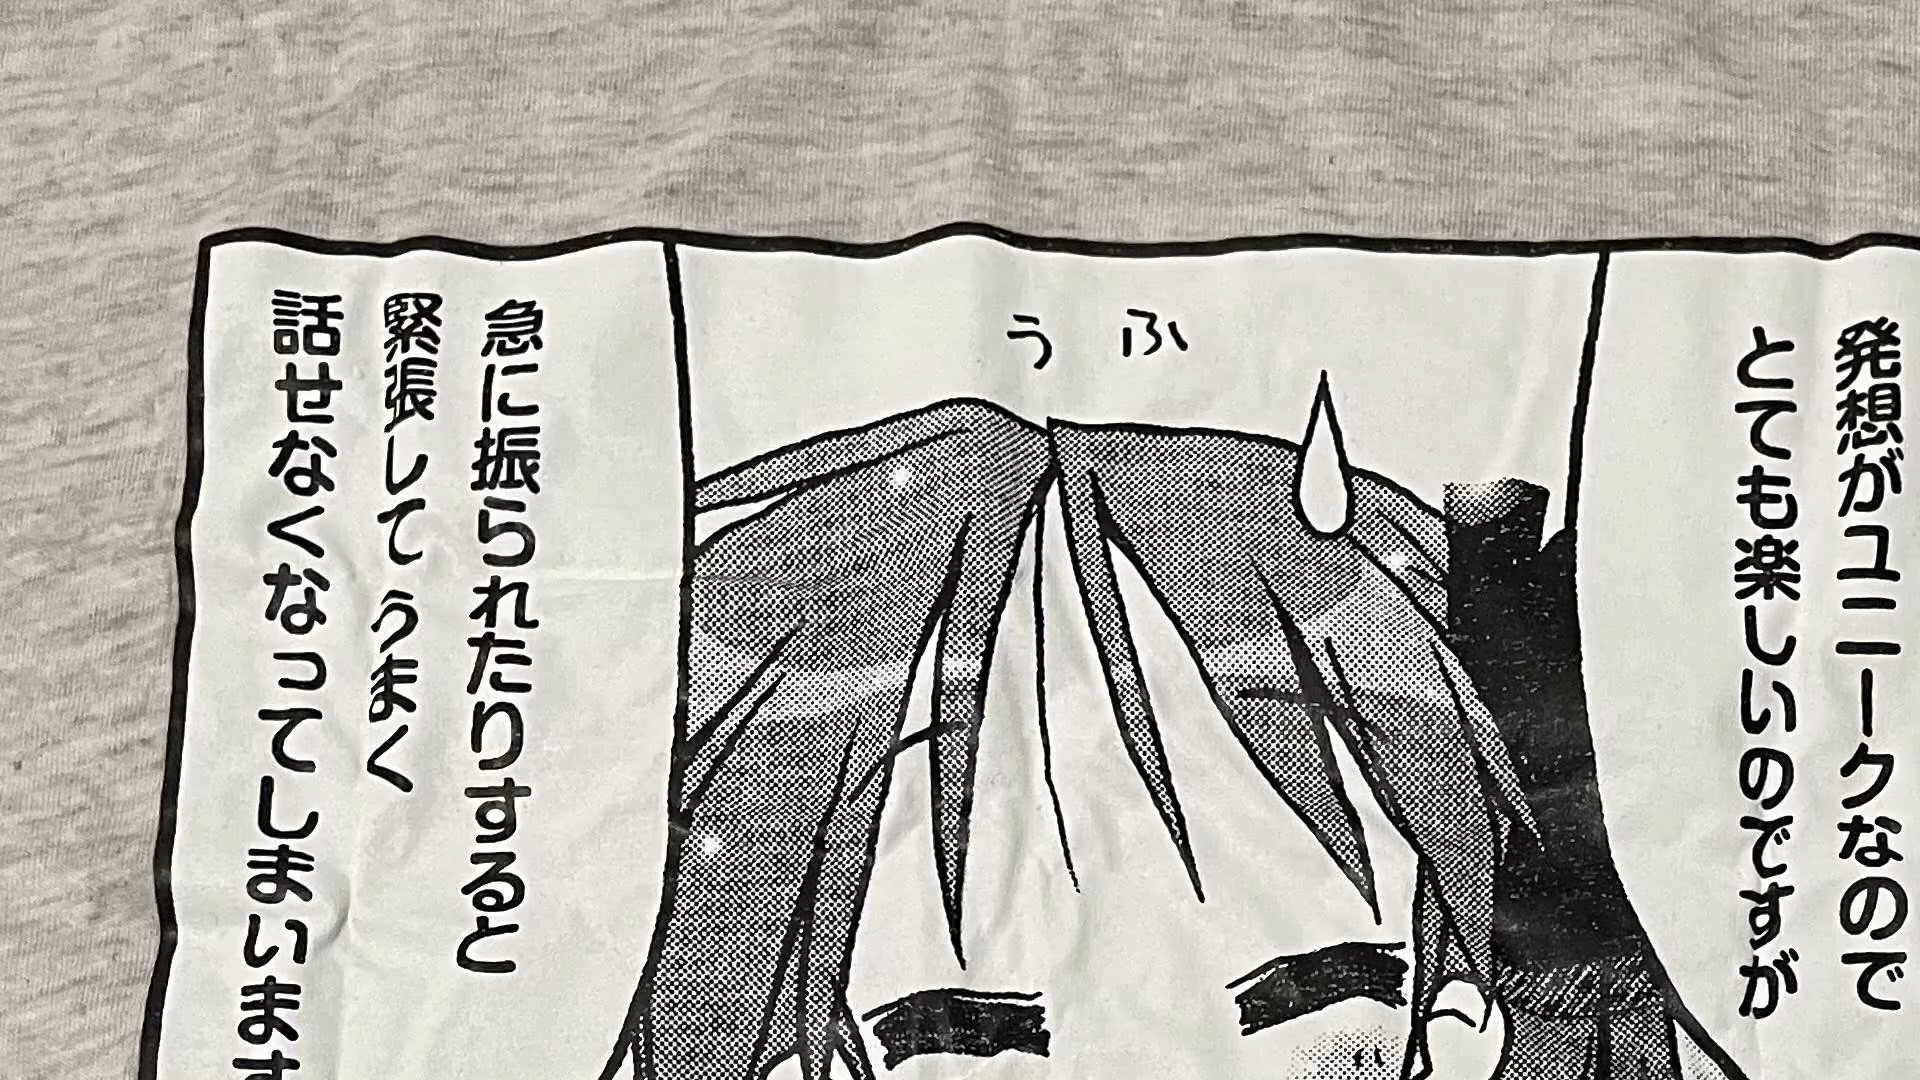 発想がユニークなので
とても楽しいのですが
ふ
う
急に振られたりすると
緊張してうまく
話せなくなってしまいます